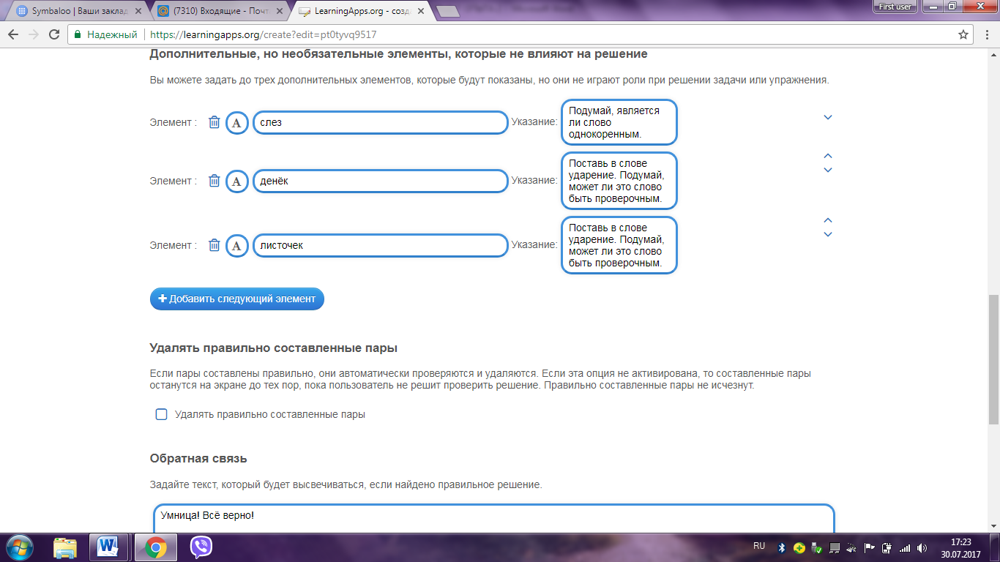 Symbaloo | Ваши заклад
(7310) Входящие - Почт
LearningApps.org - созд
First user
Надежный
https://learningapps.org/create?edit=pt0tyvq9517
Дополнительные, но необязательные элементы, которые не влияют на решение
Вы можете задать до трех дополнительных элементов, которые будут показаны, но они не играют роли при решении задачи или упражнения.
Элемент :
A
слез
Указание:
Подумай, является
ли слово
однокоренным.
Элемент :
A
денёк
Указание:
Поставь в слове
ударение. Подумай,
может ли это слово
быть проверочным.
Элемент :
A
листочек
Указание:
Поставь в слове
ударение. Подумай,
может ли это слово
быть проверочным.
Добавить следующий элемент
Удалять правильно составленные пары
Если пары составлены правильно, они автоматически проверяются и удаляются. Если эта опция не активирована, то составленные пары
останутся на экране до тех пор, пока пользователь не решит проверить решение. Правильно составленные пары не исчезнут.
Удалять правильно составленные пары
Обратная связь
Задайте текст, который будет высвечиваться, если найдено правильное решение.
Умница! Всё верно!
RU
17:23
30.07.2017